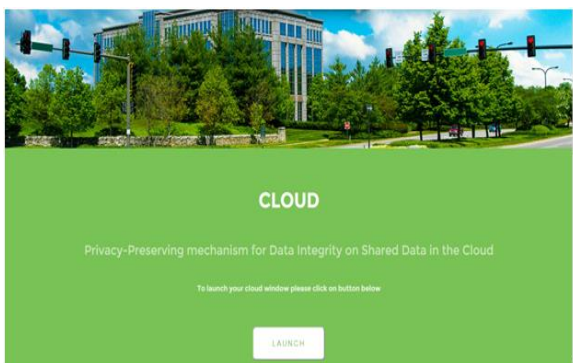 CLOUD
Privacy-Preserving mechanism for Data Integrity on Shared Data in the Cloud
To launch your cloud window please click on button below
LAUNCH